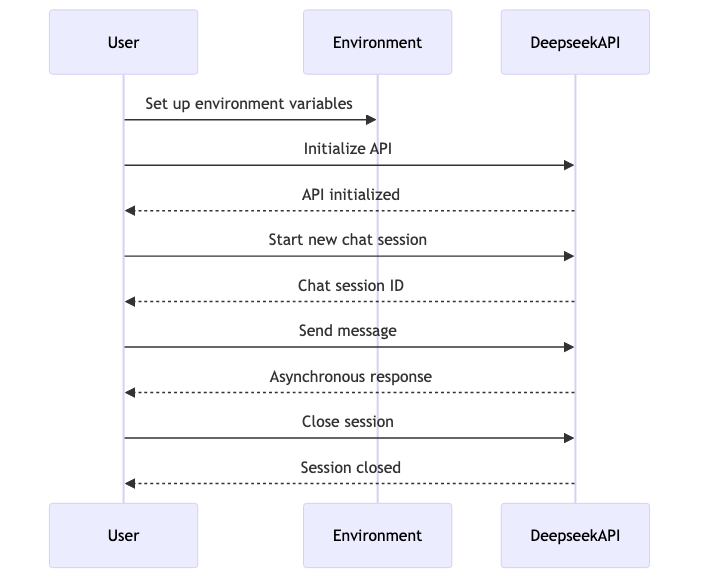 User Environment DeepseekAPI
Set up environment variables
Initialize API
API initialized
Start new chat session
Chat session ID
Send message
Asynchronous response
Close session
Session closed
User Environment DeepseekAPI